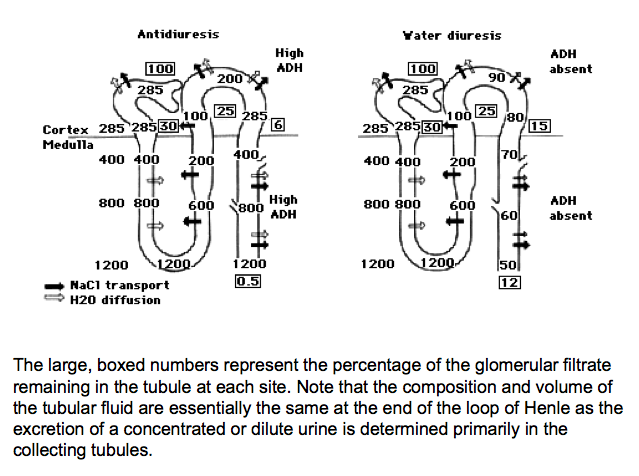 Antidiuresis
Water diuresis
High
ADH
ADH
absent
100
285
200
100
25
285
6
Cortex 285 285 30
Medulla
400 400
200
400
800 800
600
800
High
ADH
1200
1200
1200
0.5
NaCl transport
H2O diffusion
100
285
90
100
25
80
15
285 285 30
400 400
200
70
800 800
600
60
ADH
absent
1200
1200
50
12
The large, boxed numbers represent the percentage of the glomerular filtrate
remaining in the tubule at each site. Note that the composition and volume of
the tubular fluid are essentially the same at the end of the loop of Henle as the
excretion of a concentrated or dilute urine is determined primarily in the
collecting tubules.